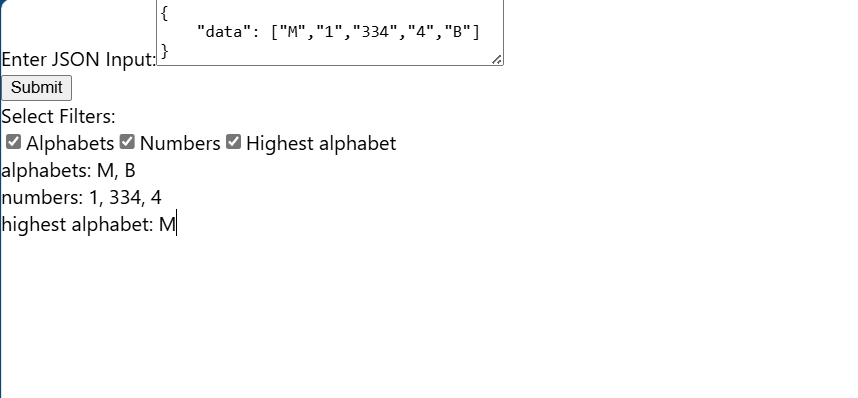 {
"data": ["M","1","334","4","B"]
}
Enter JSON Input:
Submit
Select Filters:
Alphabets Numbers Highest alphabet
alphabets: M, B
numbers: 1, 334, 4
highest alphabet: M